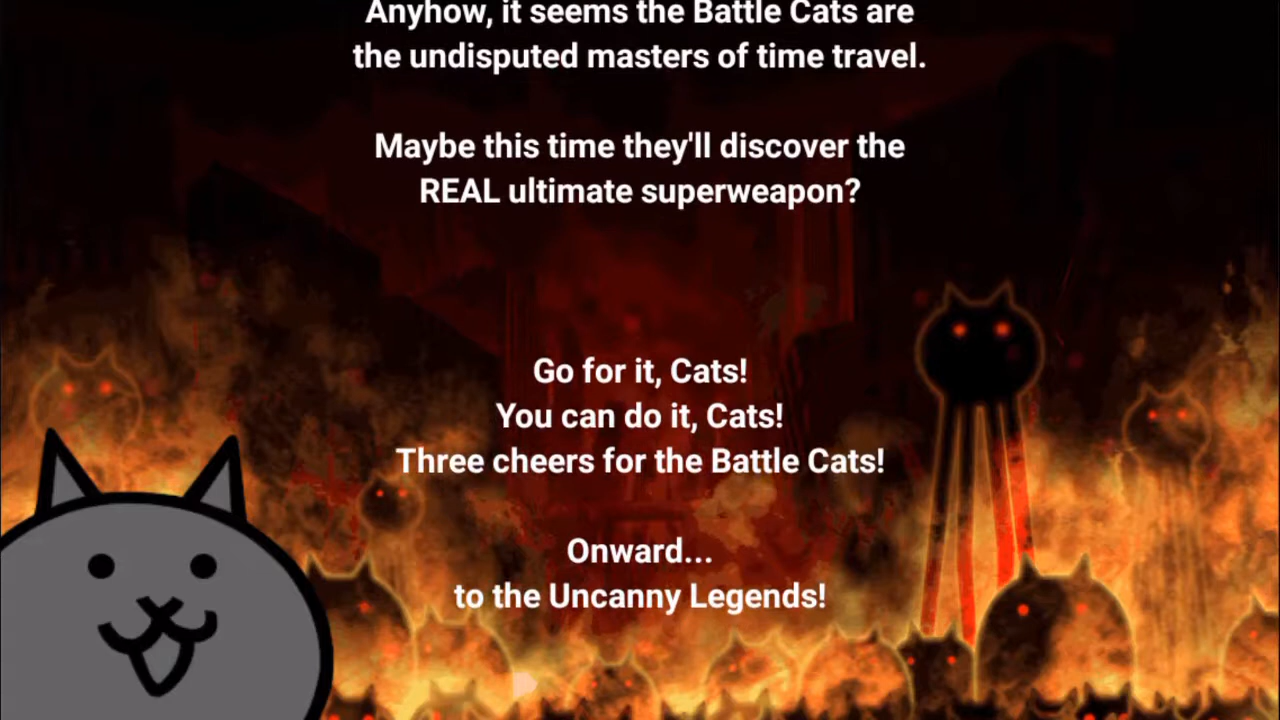 Anyhow, it seems the Battle Cats are
the undisputed masters of time travel.
Maybe this time they'll discover the
REAL ultimate superweapon?
Go for it, Cats!
You can do it, Cats!
Three cheers for the Battle Cats!
Onward...
to the Uncanny Legends!